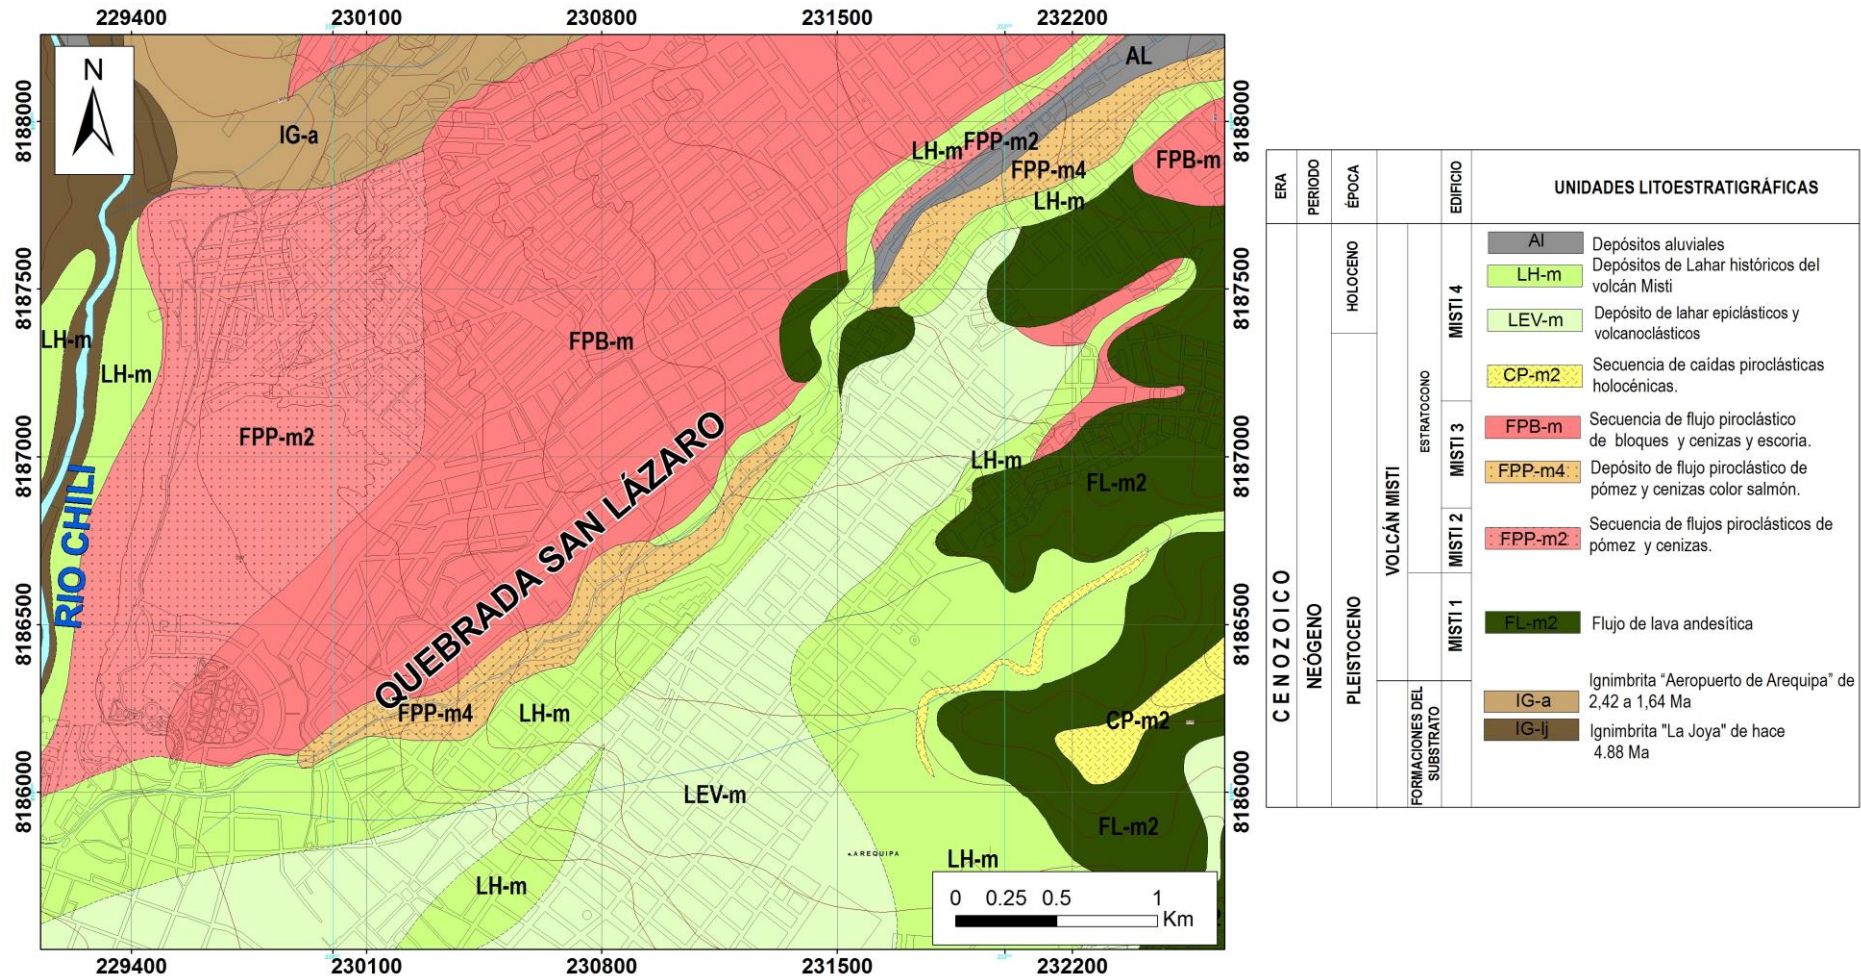 229400 230100 230800 231500 232200
N
AL
8188000
8188000
IG-a
LH-m
FPP-m2
FPP-m4
FPB-m
LH-m
8187500
8187500
LH-m
FPB-m
LH-m
FPP-m2
8187000
8187000
LH-m
FL-m2
RIO CHILI
QUEBRADA SAN LÁZARO
8186500
8186500
FPP-m4
LH-m
CP-m2
8186000
8186000
LEV-m
FL-m2
AREQUIPA
LH-m
LH-m
0 0.25 0.5 1
Km
229400 230100 230800 231500 232200
ERA
PERIODO
ÉPOCA
EDIFICIO
UNIDADES LITOESTRATIGRÁFICAS
CENOZOICO
NEÓGENO
HOLOCENO
PLEISTOCENO
VOLCÁN MISTI
ESTRATOCONO
FORMACIONES DEL
SUBSTRATO
MISTI 4
MISTI 3
MISTI 2
MISTI 1
Al Depósitos aluviales
LH-m Depósitos de Lahar históricos del
volcán Misti
LEV-m Depósito de lahar epiclásticos y
volcanoclásticos
CP-m2 Secuencia de caídas piroclásticas
holocénicas.
FPB-m Secuencia de flujo piroclástico
de bloques y cenizas y escoria.
FPP-m4 Depósito de flujo piroclástico de
pómez y cenizas color salmón.
FPP-m2 Secuencia de flujos piroclásticos de
pómez y cenizas.
FL-m2 Flujo de lava andesítica
IG-a Ignimbrita “Aeropuerto de Arequipa” de
2,42 a 1,64 Ma
IG-lj Ignimbrita "La Joya" de hace
4.88 Ma